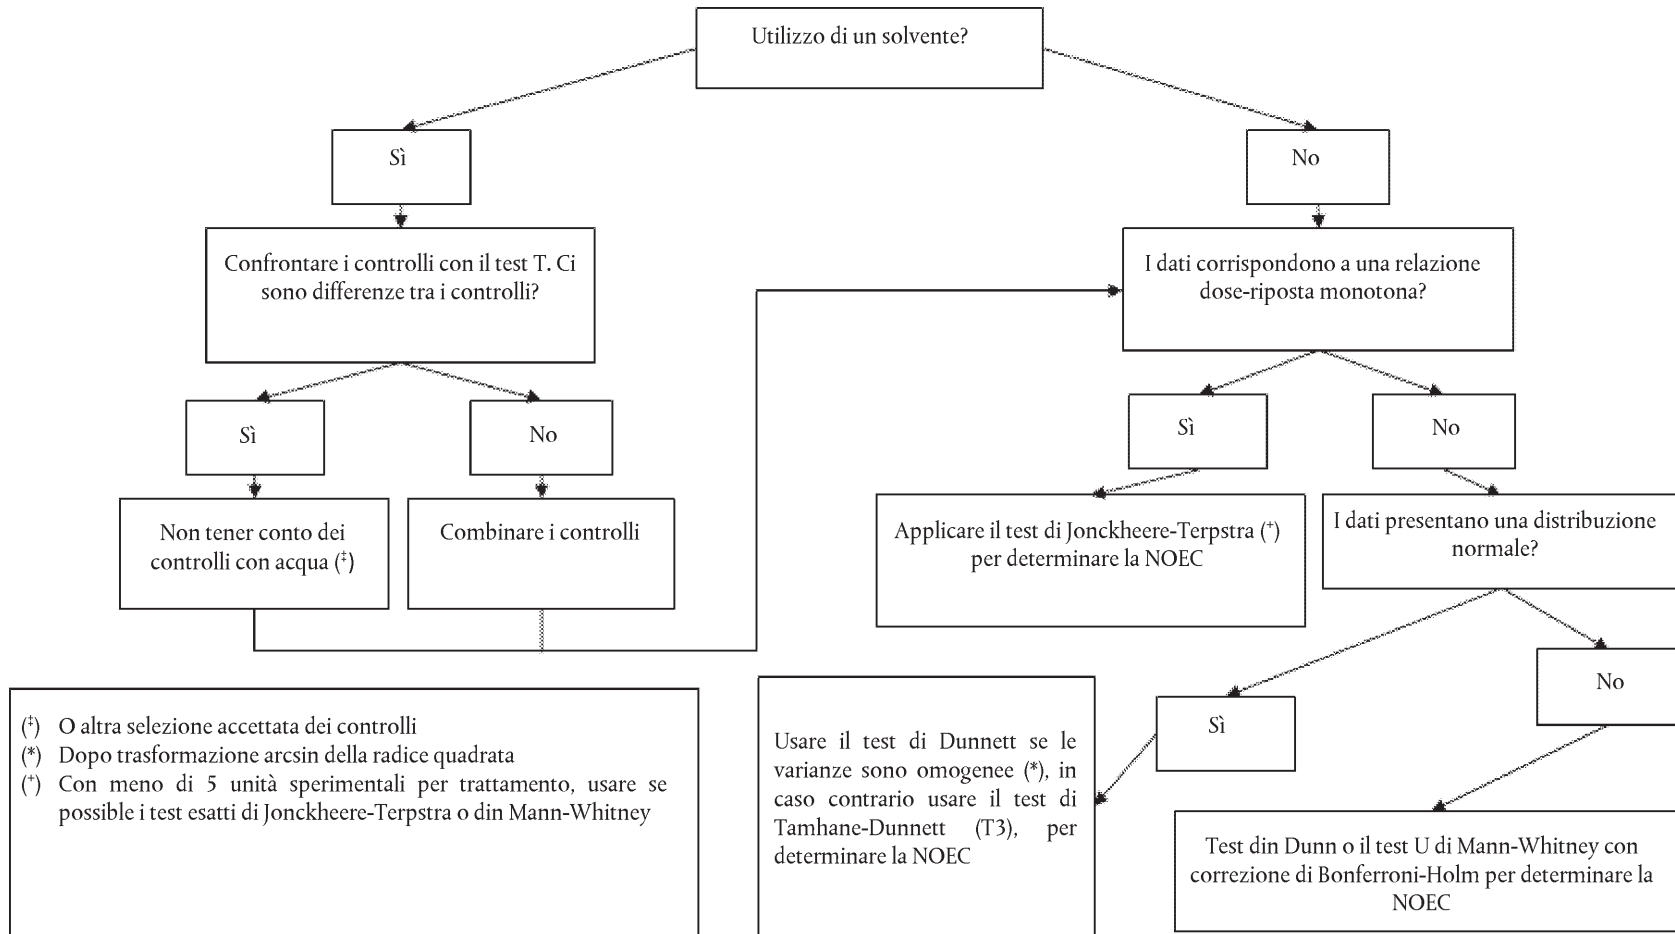 Utilizzo di un solvente?
Sì
No
Confrontare i controlli con il test T. Ci
sono differenze tra i controlli?
I dati corrispondono a una relazione
dose-riposta monotona?
Sì
No
Sì
No
Non tener conto dei
controlli con acqua (‡)
Combinare i controlli
Applicare il test di Jonckheere-Terpstra (⁺)
per determinare la NOEC
I dati presentano una distribuzione
normale?
Sì
No
(‡) O altra selezione accettata dei controlli
(*) Dopo trasformazione arcsin della radice quadrata
(⁺) Con meno di 5 unità sperimentali per trattamento, usare se
possible i test esatti di Jonckheere-Terpstra o din Mann-Whitney
Usare il test di Dunnett se le
varianze sono omogenee (*), in
caso contrario usare il test di
Tamhane-Dunnett (T3), per
determinare la NOEC
Test din Dunn o il test U di Mann-Whitney con
correzione di Bonferroni-Holm per determinare la
NOEC